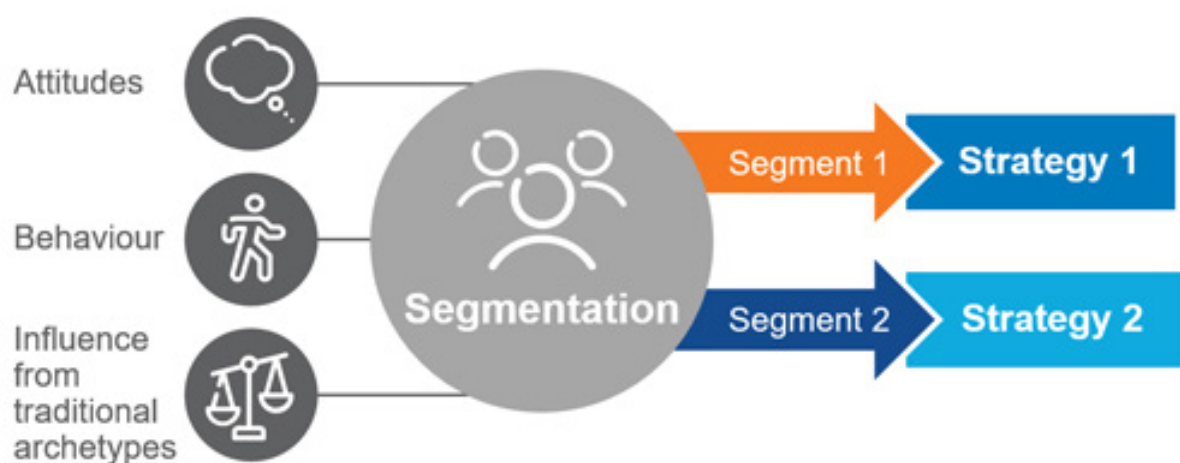 Attitudes
Behaviour
Influence
from
traditional
archetypes
Segmentation
Segment 1
Strategy 1
Segment 2
Strategy 2